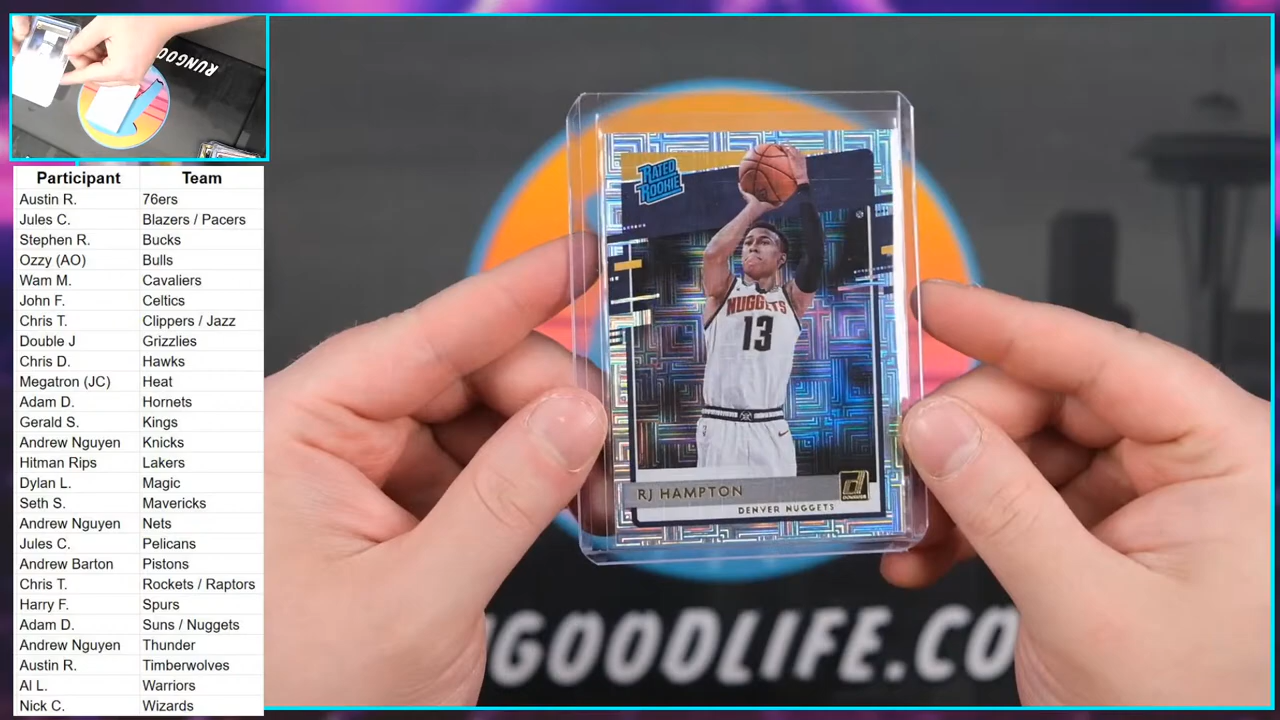 RUNGOO
Participant Team
Austin R. 76ers
Jules C. Blazers / Pacers
Stephen R. Bucks
Ozzy (AO) Bulls
Wam M. Cavaliers
John F. Celtics
Chris T. Clippers / Jazz
Double J Grizzlies
Chris D. Hawks
Megatron (JC) Heat
Adam D. Hornets
Gerald S. Kings
Andrew Nguyen Knicks
Hitman Rips Lakers
Dylan L. Magic
Seth S. Mavericks
Andrew Nguyen Nets
Jules C. Pelicans
Andrew Barton Pistons
Chris T. Rockets / Raptors
Harry F. Spurs
Adam D. Suns / Nuggets
Andrew Nguyen Thunder
Austin R. Timberwolves
Al L. Warriors
Nick C. Wizards
RATED
ROOKIE
NUGGETS
13
RJ HAMPTON
DONRUSS
DENVER NUGGETS
NGOODLIFE.CO